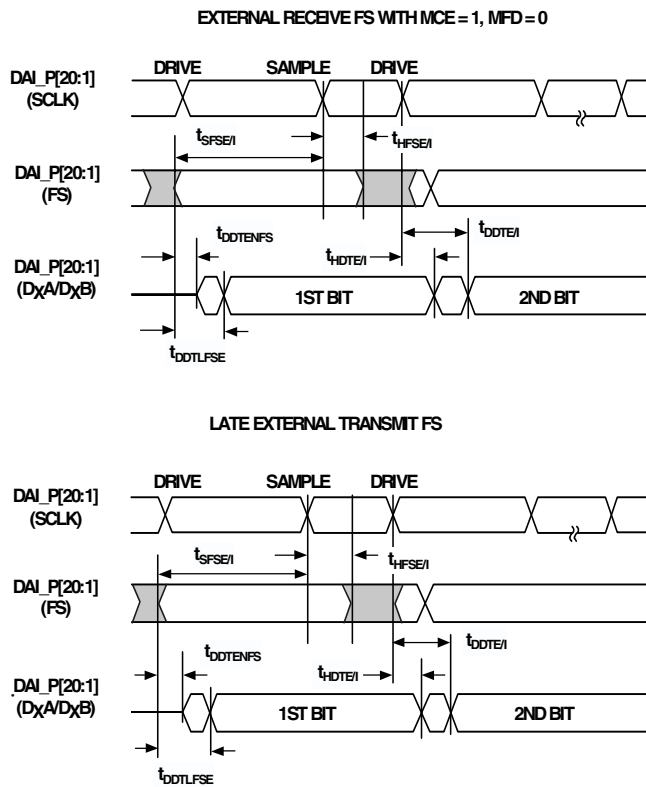 EXTERNAL RECEIVE FS WITH MCE = 1, MFD = 0
DAI_P[20:1]
(SCLK)
DRIVE SAMPLE DRIVE
tSFSE/I tHFSE/I
DAI_P[20:1]
(FS)
tDDTENFS tHDTE/I tDDTE/I
DAI_P[20:1]
(DXA/DXB)
1ST BIT 2ND BIT
tDDTLFSE
LATE EXTERNAL TRANSMIT FS
DRIVE SAMPLE DRIVE
DAI_P[20:1]
(SCLK)
tSFSE/I tHFSE/I
DAI_P[20:1]
(FS)
tDDTENFS tHDTE/I tDDTE/I
DAI_P[20:1]
(DXA/DXB)
1ST BIT 2ND BIT
tDDTLFSE